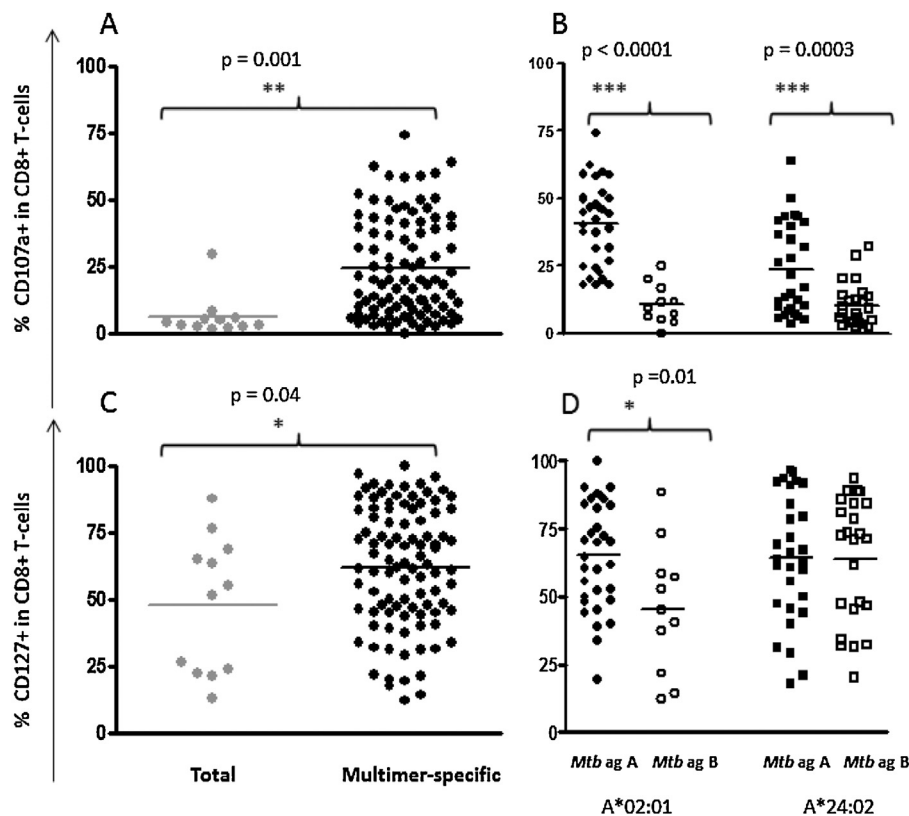 A
p = 0.001
**
% CD107a+ in CD8+ T-cells
100
75
50
25
0
B
p < 0.0001
p = 0.0003
***
***
100
75
50
25
0
C
p = 0.04
*
% CD127+ in CD8+ T-cells
100
75
50
25
0
Total
Multimer-specific
D
p =0.01
*
100
75
50
25
0
Mtb ag A
Mtb ag B
Mtb ag A
Mtb ag B
A*02:01
A*24:02